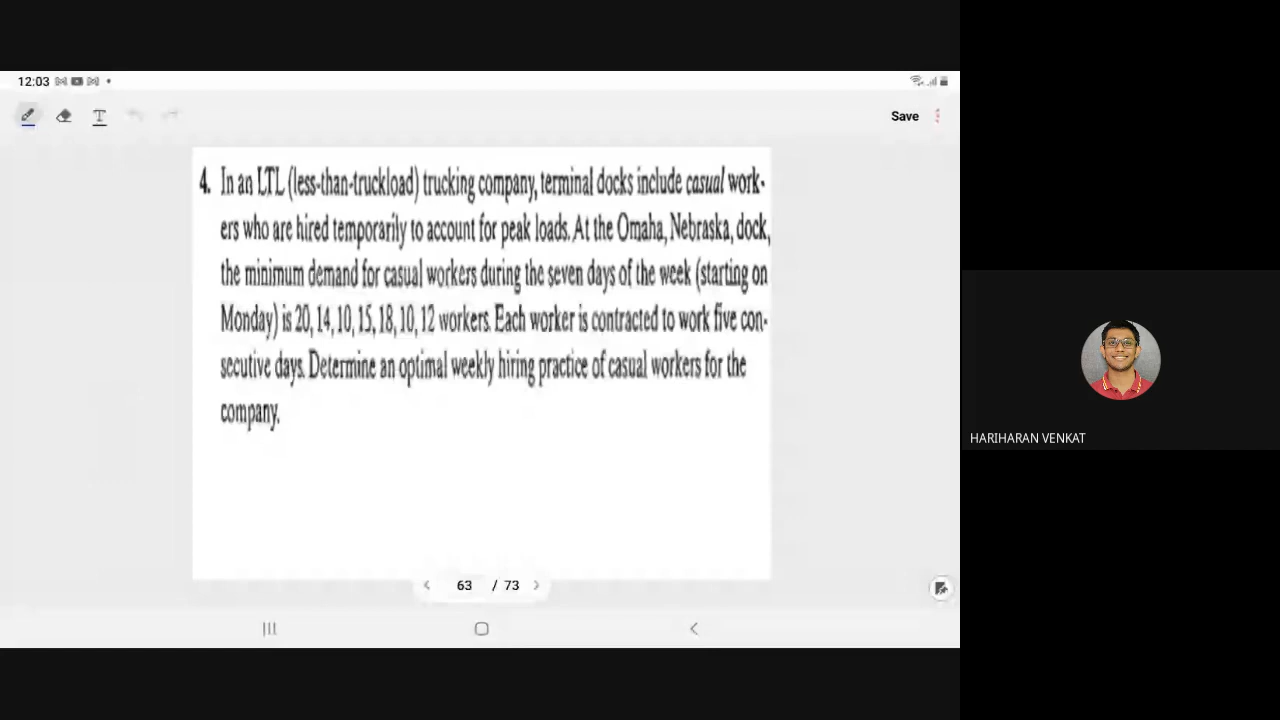 12:03
Save
4. In an LTL (less-than-truckload) trucking company, terminal docks include casual work-
ers who are hired temporarily to account for peak loads. At the Omaha, Nebraska, dock,
the minimum demand for casual workers during the seven days of the week (starting on
Monday) is 20, 14, 10, 15, 18, 10, 12 workers. Each worker is contracted to work five con-
secutive days. Determine an optimal weekly hiring practice of casual workers for the
company.
63 / 73
HARIHARAN VENKAT